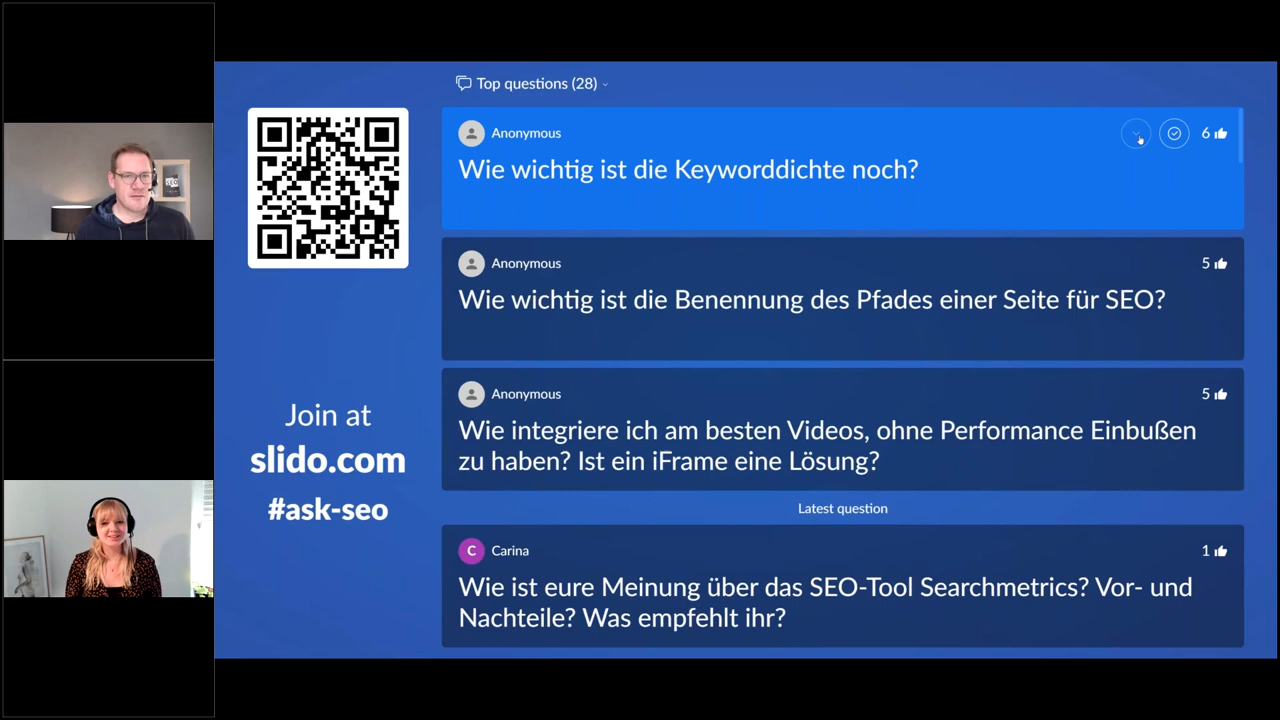 Top questions (28)
Anonymous
6
Wie wichtig ist die Keyworddichte noch?
Anonymous
5
Wie wichtig ist die Benennung des Pfades einer Seite für SEO?
Anonymous
5
Wie integriere ich am besten Videos, ohne Performance Einbußen
zu haben? Ist ein iFrame eine Lösung?
Latest question
C Carina
1
Wie ist eure Meinung über das SEO-Tool Searchmetrics? Vor- und
Nachteile? Was empfehlt ihr?
Join at
slido.com
#ask-seo